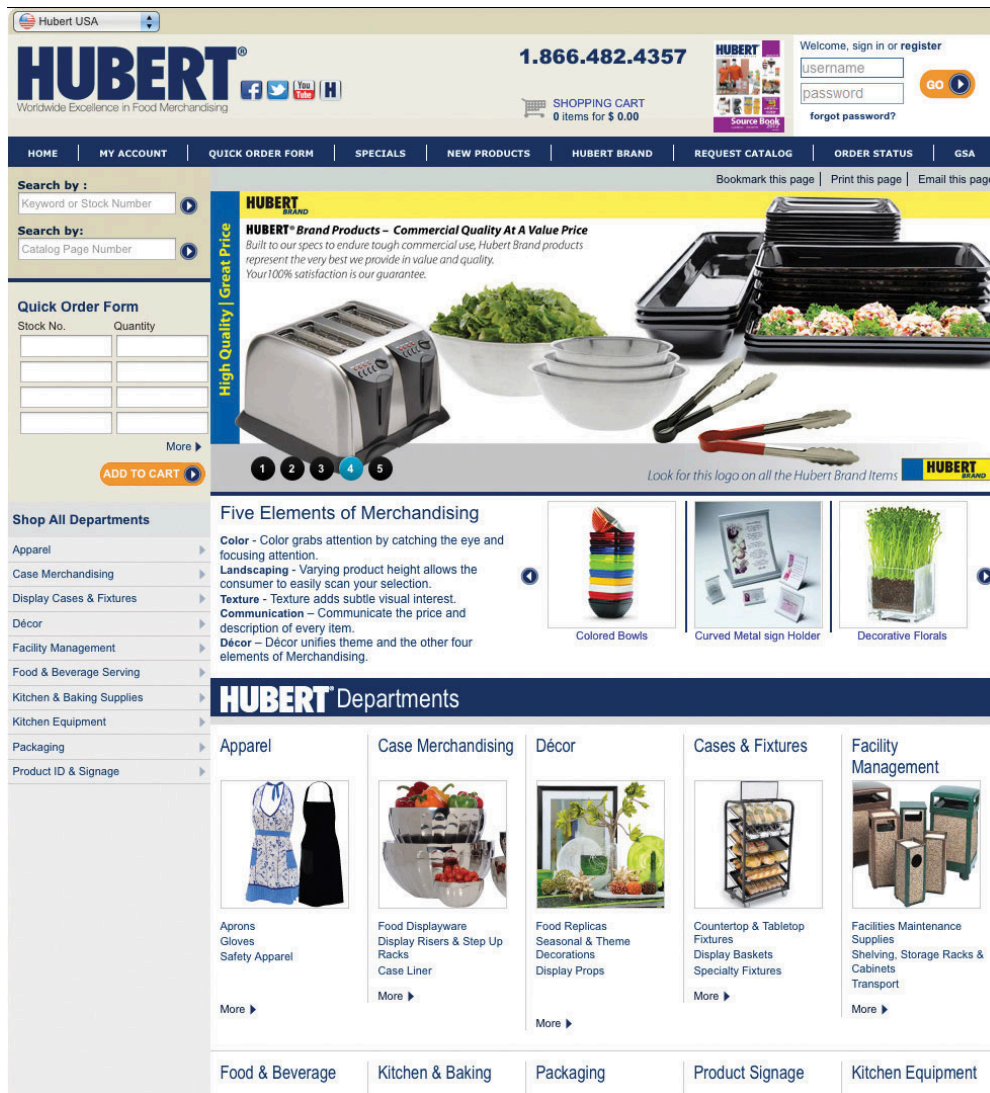 Hubert USA
HUBERT®
Worldwide Excellence in Food Merchandising
You Tube
H
1.866.482.4357
SHOPPING CART
0 items for $ 0.00
HUBERT
Source Book
Welcome, sign in or register
username
password
GO
forgot password?
HOME
MY ACCOUNT
QUICK ORDER FORM
SPECIALS
NEW PRODUCTS
HUBERT BRAND
REQUEST CATALOG
ORDER STATUS
GSA
Bookmark this page | Print this page | Email this page
Search by :
Keyword or Stock Number
Search by:
Catalog Page Number
Quick Order Form
Stock No. Quantity
More
ADD TO CART
High Quality | Great Price
HUBERT
BRAND
HUBERT® Brand Products – Commercial Quality At A Value Price
Built to our specs to endure tough commercial use, Hubert Brand products
represent the very best we provide in value and quality.
Your 100% satisfaction is our guarantee.
1 2 3 4 5
Look for this logo on all the Hubert Brand Items
HUBERT
BRAND
Shop All Departments
Apparel
Case Merchandising
Display Cases & Fixtures
Décor
Facility Management
Food & Beverage Serving
Kitchen & Baking Supplies
Kitchen Equipment
Packaging
Product ID & Signage
Five Elements of Merchandising
Color - Color grabs attention by catching the eye and
focusing attention.
Landscaping - Varying product height allows the
consumer to easily scan your selection.
Texture - Texture adds subtle visual interest.
Communication – Communicate the price and
description of every item.
Décor – Décor unifies theme and the other four
elements of Merchandising.
Colored Bowls
Curved Metal sign Holder
Decorative Florals
HUBERT® Departments
Apparel
Aprons
Gloves
Safety Apparel
More
Case Merchandising
Food Displayware
Display Risers & Step Up
Racks
Case Liner
More
Décor
Food Replicas
Seasonal & Theme
Decorations
Display Props
More
Cases & Fixtures
Countertop & Tabletop
Fixtures
Display Baskets
Specialty Fixtures
More
Facility
Management
Facilities Maintenance
Supplies
Shelving, Storage Racks &
Cabinets
Transport
More
Food & Beverage
Kitchen & Baking
Packaging
Product Signage
Kitchen Equipment